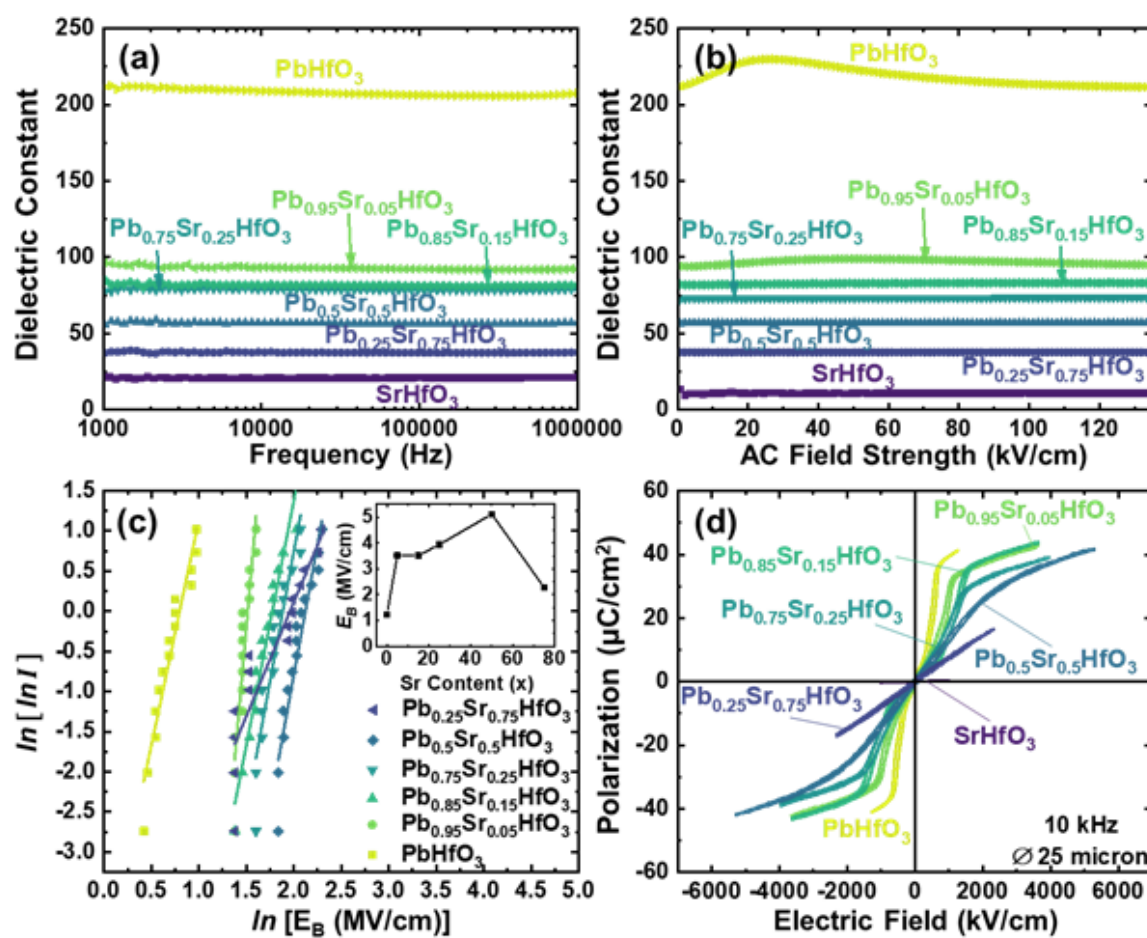 (a)
250
200
150
100
50
0
Dielectric Constant
PbHfO₃
Pb₀.₉₅Sr₀.₀₅HfO₃
Pb₀.₇₅Sr₀.₂₅HfO₃
Pb₀.₈₅Sr₀.₁₅HfO₃
Pb₀.₅Sr₀.₅HfO₃
Pb₀.₂₅Sr₀.₇₅HfO₃
SrHfO₃
1000 10000 100000 1000000
Frequency (Hz)
(b)
250
200
150
100
50
0
Dielectric Constant
PbHfO₃
Pb₀.₉₅Sr₀.₀₅HfO₃
Pb₀.₇₅Sr₀.₂₅HfO₃
Pb₀.₈₅Sr₀.₁₅HfO₃
Pb₀.₅Sr₀.₅HfO₃
SrHfO₃
Pb₀.₂₅Sr₀.₇₅HfO₃
0 20 40 60 80 100 120
AC Field Strength (kV/cm)
(c)
1.5
1.0
0.5
0.0
-0.5
-1.0
-1.5
-2.0
-2.5
-3.0
ln [ln I ]
5
4
3
2
1
0
E_B (MV/cm)
0 20 40 60 80
Sr Content (x)
Pb₀.₂₅Sr₀.₇₅HfO₃
Pb₀.₅Sr₀.₅HfO₃
Pb₀.₇₅Sr₀.₂₅HfO₃
Pb₀.₈₅Sr₀.₁₅HfO₃
Pb₀.₉₅Sr₀.₀₅HfO₃
PbHfO₃
0.0 0.5 1.0 1.5 2.0 2.5 3.0 3.5 4.0 4.5 5.0
ln [E_B (MV/cm)]
(d)
60
40
20
0
-20
-40
-60
Polarization (µC/cm²)
Pb₀.₉₅Sr₀.₀₅HfO₃
Pb₀.₈₅Sr₀.₁₅HfO₃
Pb₀.₇₅Sr₀.₂₅HfO₃
Pb₀.₅Sr₀.₅HfO₃
Pb₀.₂₅Sr₀.₇₅HfO₃
SrHfO₃
PbHfO₃
10 kHz
∅ 25 micron
-6000 -4000 -2000 0 2000 4000 6000
Electric Field (kV/cm)